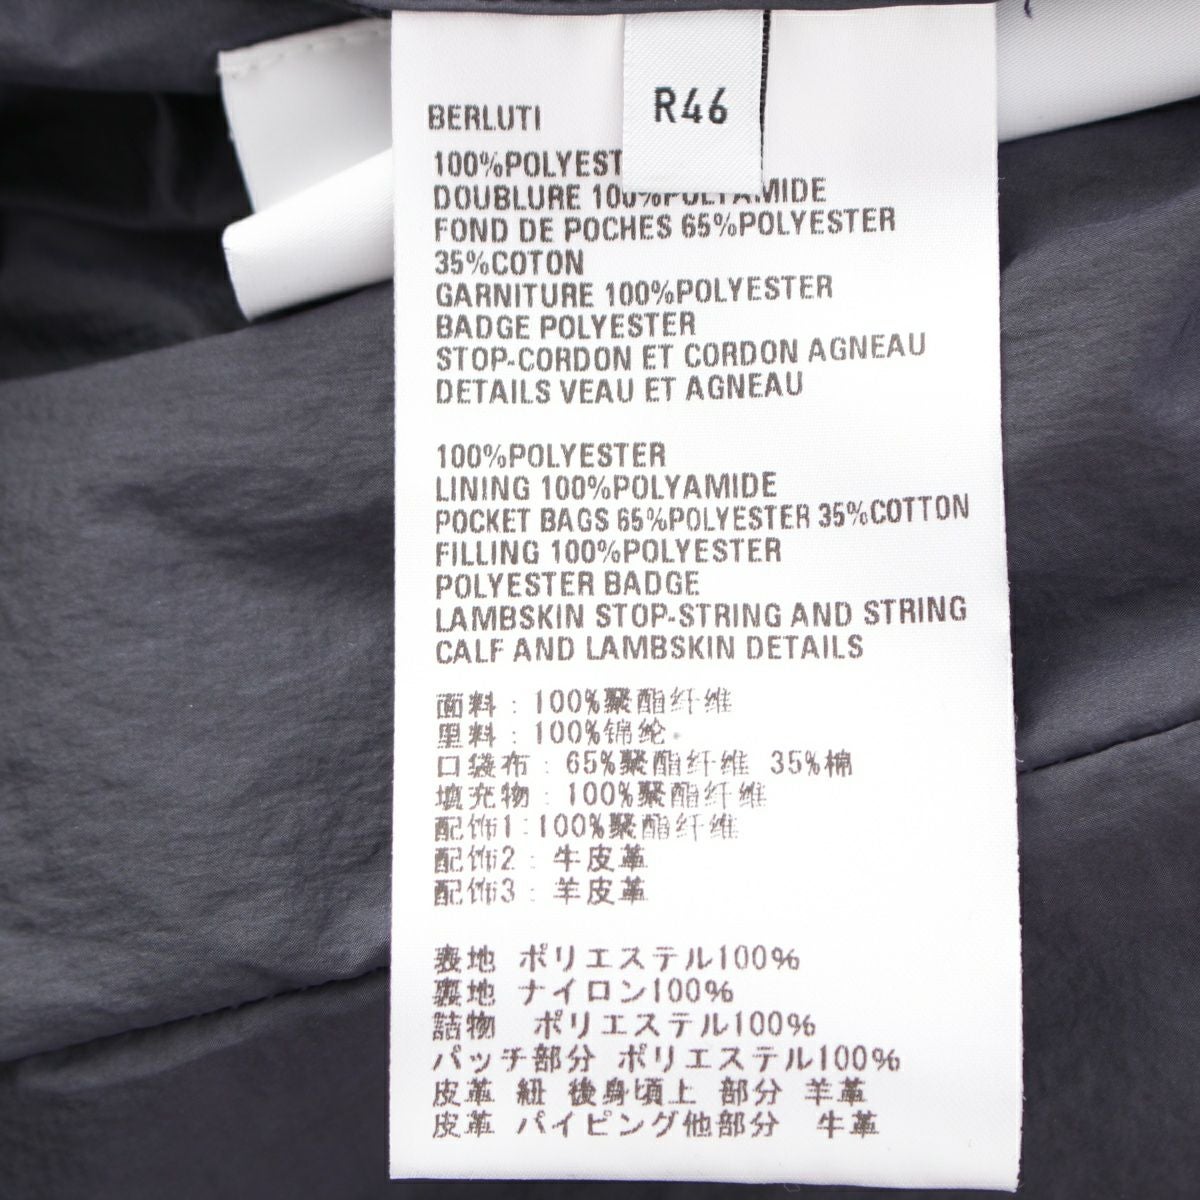 R46
BERLUTI
100%POLYEST
DOUBLURE 100%POLYAMIDE
FOND DE POCHES 65%POLYESTER
35%COTON
GARNITURE 100%POLYESTER
BADGE POLYESTER
STOP-CORDON ET CORDON AGNEAU
DETAILS VEAU ET AGNEAU
100%POLYESTER
LINING 100%POLYAMIDE
POCKET BAGS 65%POLYESTER 35%COTTON
FILLING 100%POLYESTER
POLYESTER BADGE
LAMBSKIN STOP-STRING AND STRING
CALF AND LAMBSKIN DETAILS
面料：100%聚酯纤维
里料：100%锦纶
口袋布：65%聚酯纤维 35%棉
填充物：100%聚酯纤维
配饰1:100%聚酯纤维
配饰2：牛皮革
配饰3：羊皮革
表地 ポリエステル100%
裏地 ナイロン100%
詰物 ポリエステル100%
パッチ部分 ポリエステル100%
皮革 紐 後身頃上 部分 羊革
皮革 パイピング他部分 牛革